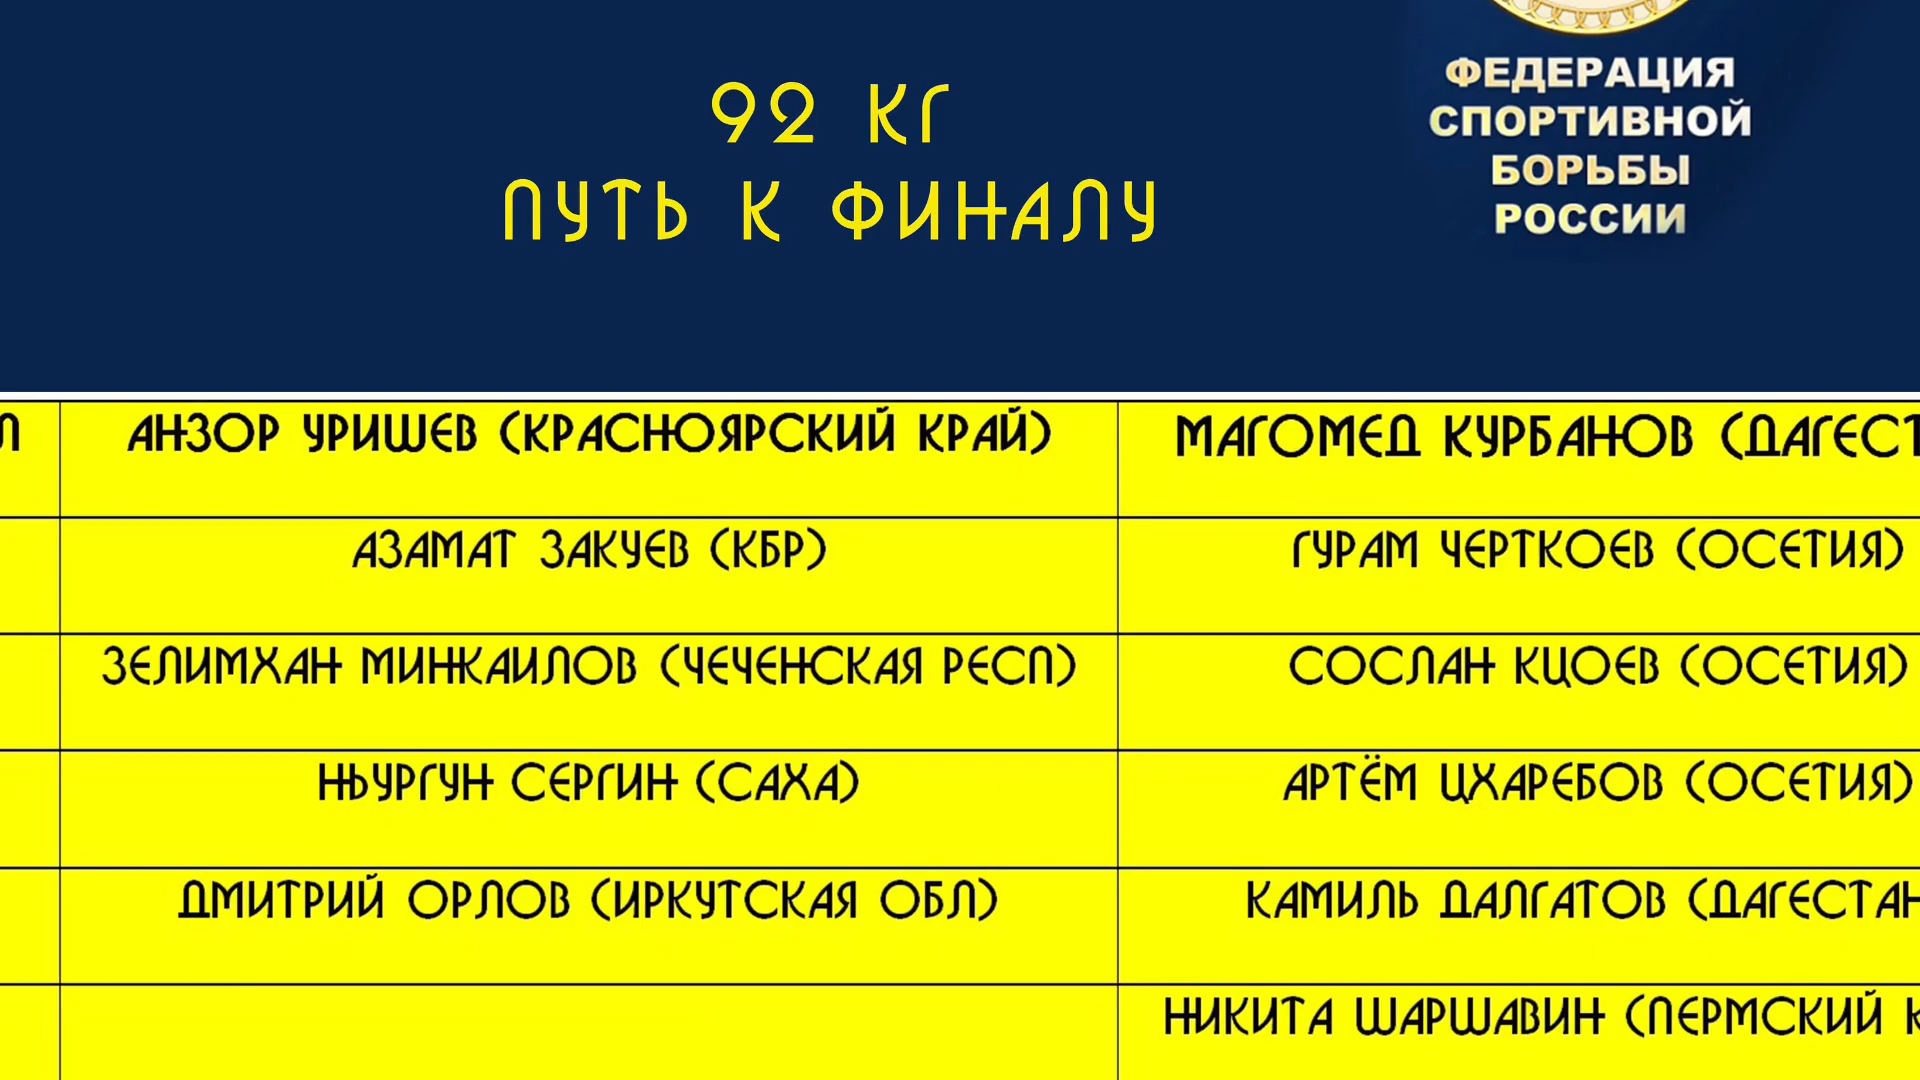 92 КГ
ПУТЬ К ФИНАЛУ
ФЕДЕРАЦИЯ
СПОРТИВНОЙ
БОРЬБЫ
РОССИИ
АНЗОР УРИШЕВ (КРАСНОЯРСКИЙ КРАЙ)
МАГОМЕД КУРБАНОВ
АЗАМАТ ЗАКУЕВ (КБР)
ГУРАМ ЧЕРТКОЕВ (ОСЕТИЯ)
ЗЕЛИМХАН МИНКАИЛОВ (ЧЕЧЕНСКАЯ РЕСП)
СОСЛАН КЦОЕВ (ОСЕТИЯ)
НЬУРГУН СЕРГИН (САХА)
АРТЁМ ЦХАРЕБОВ (ОСЕТИЯ)
ДМИТРИЙ ОРЛОВ (ИРКУТСКАЯ ОБЛ)
КАМИЛЬ ДАЛГАТОВ (ДАГЕСТАН
НИКИТА ШАРШАВИН (ПЕРМСКИЙ